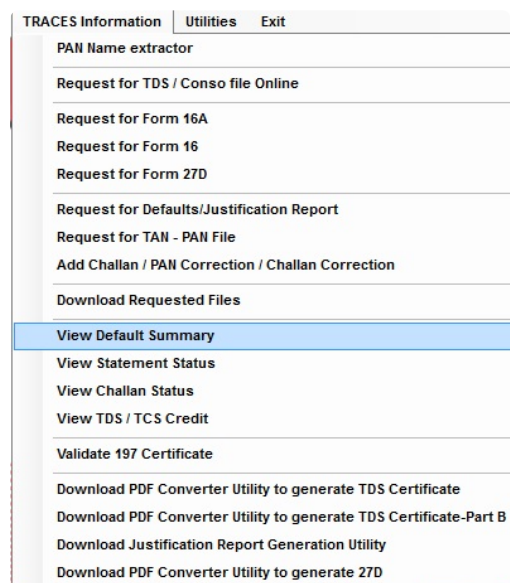 TRACES Information Utilities Exit
PAN Name extractor
Request for TDS / Conso file Online
Request for Form 16A
Request for Form 16
Request for Form 27D
Request for Defaults/Justification Report
Request for TAN - PAN File
Add Challan / PAN Correction / Challan Correction
Download Requested Files
View Default Summary
View Statement Status
View Challan Status
View TDS / TCS Credit
Validate 197 Certificate
Download PDF Converter Utility to generate TDS Certificate
Download PDF Converter Utility to generate TDS Certificate-Part B
Download Justification Report Generation Utility
Download PDF Converter Utility to generate 27D